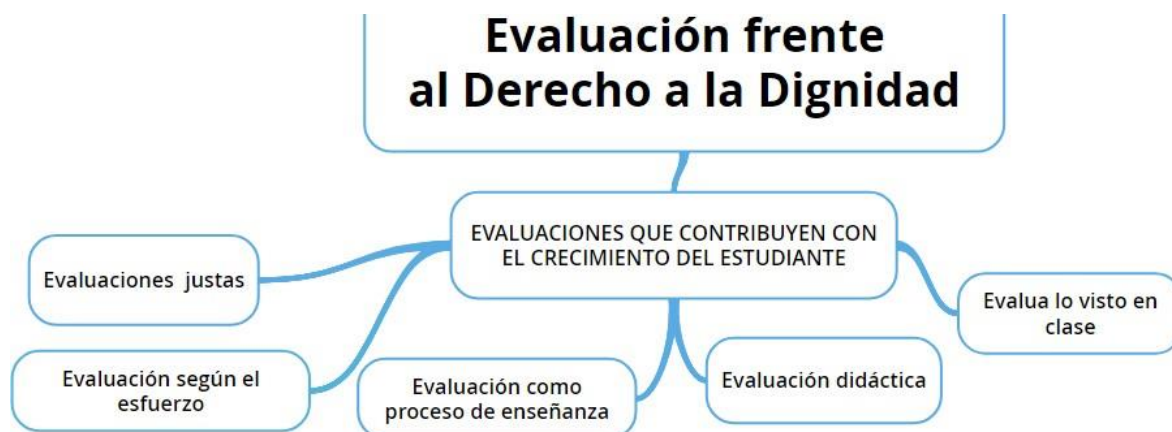 Evaluación frente
al Derecho a la Dignidad
EVALUACIONES QUE CONTRIBUYEN CON
EL CRECIMIENTO DEL ESTUDIANTE
Evaluaciones  justas
Evaluación según el
esfuerzo
Evaluación como
proceso de enseñanza
Evaluación didáctica
Evalua lo visto en
clase